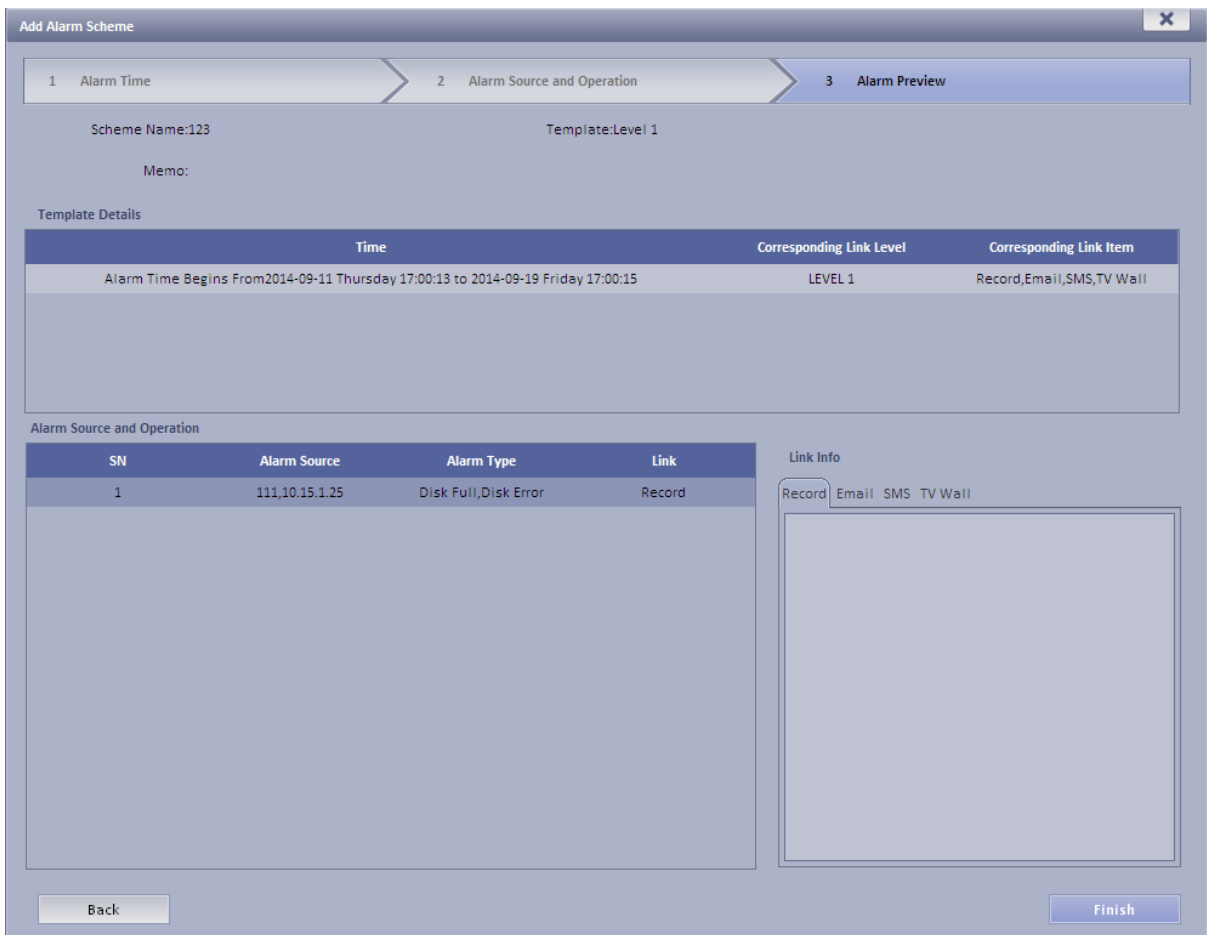 Add Alarm Scheme
1 Alarm Time 2 Alarm Source and Operation 3 Alarm Preview
Scheme Name:123 Template:Level 1
Memo:
Template Details
Time Corresponding Link Level Corresponding Link Item
Alarm Time Begins From2014-09-11 Thursday 17:00:13 to 2014-09-19 Friday 17:00:15 LEVEL 1 Record,Email,SMS,TV Wall
Alarm Source and Operation
SN Alarm Source Alarm Type Link
1 111,10.15.1.25 Disk Full,Disk Error Record
Link Info
Record Email SMS TV Wall
Back Finish